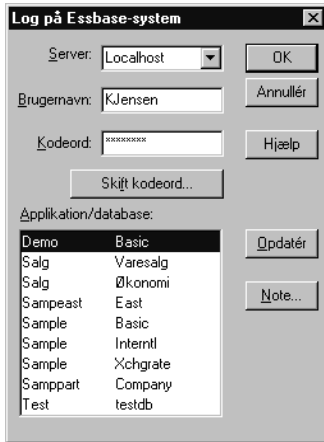 Log på Essbase-system
Server: Localhost OK
Brugernavn: KJensen Annullér
Kodeord: ******** Hjælp
Skift kodeord...
Applikation/database:
Demo Basic Opdatér
Salg Varesalg
Salg Økonomi
Sampeast East Note...
Sample Basic
Sample Interntl
Sample Xchgrate
Samppart Company
Test testdb